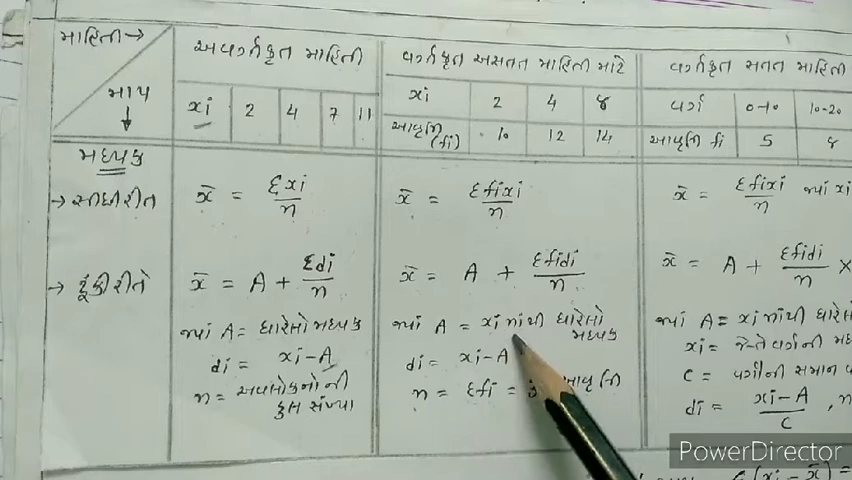 માહિતી→ અવર્ગીકૃત માહિતી વર્ગીકૃત અસતત માહિતી માટે વર્ગીકૃત સતત માહિતી
માપ ↓ xi 2 4 7 11 xi 2 4 8 વર્ગ 0-10 10-20
આવૃત્તિ (fi) 10 12 14 આવૃત્તિ fi 5 8
મધ્યક
→ સીધી રીત x̄ = Σxi/n x̄ = Σfixi/n x̄ = Σfixi/n જ્યાં xi
→ ટૂંકી રીતે x̄ = A + Σdi/n x̄ = A + Σfidi/n x̄ = A + Σfidi/n ×
જ્યાં A = ધારેલો મધ્યક જ્યાં A = xi માંથી ધારેલો મધ્યક જ્યાં A = xi માંથી ધારેલો
di = xi-A di = xi-A xi = જે-તે વર્ગની મધ
n = અવલોકનોની કુલ સંખ્યા n = Σfi = આવૃત્તિ c = વર્ગોની સમાન
di = xi-A/c , n
(xi - x̄) =
PowerDirector